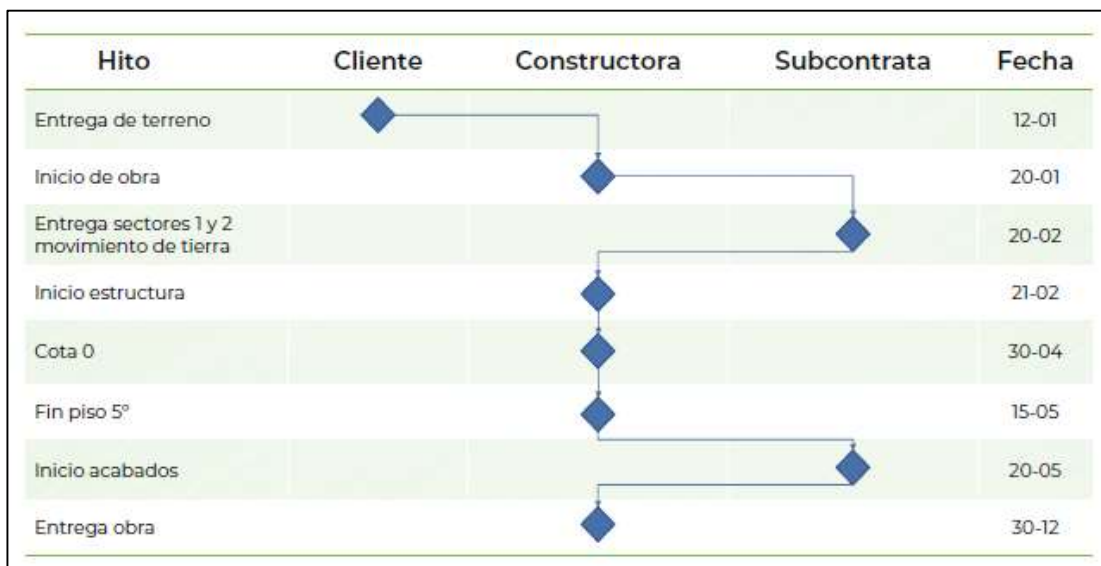 Hito Cliente Constructora Subcontrata Fecha
Entrega de terreno 12-01
Inicio de obra 20-01
Entrega sectores 1 y 2
movimiento de tierra 20-02
Inicio estructura 21-02
Cota 0 30-04
Fin piso 5º 15-05
Inicio acabados 20-05
Entrega obra 30-12